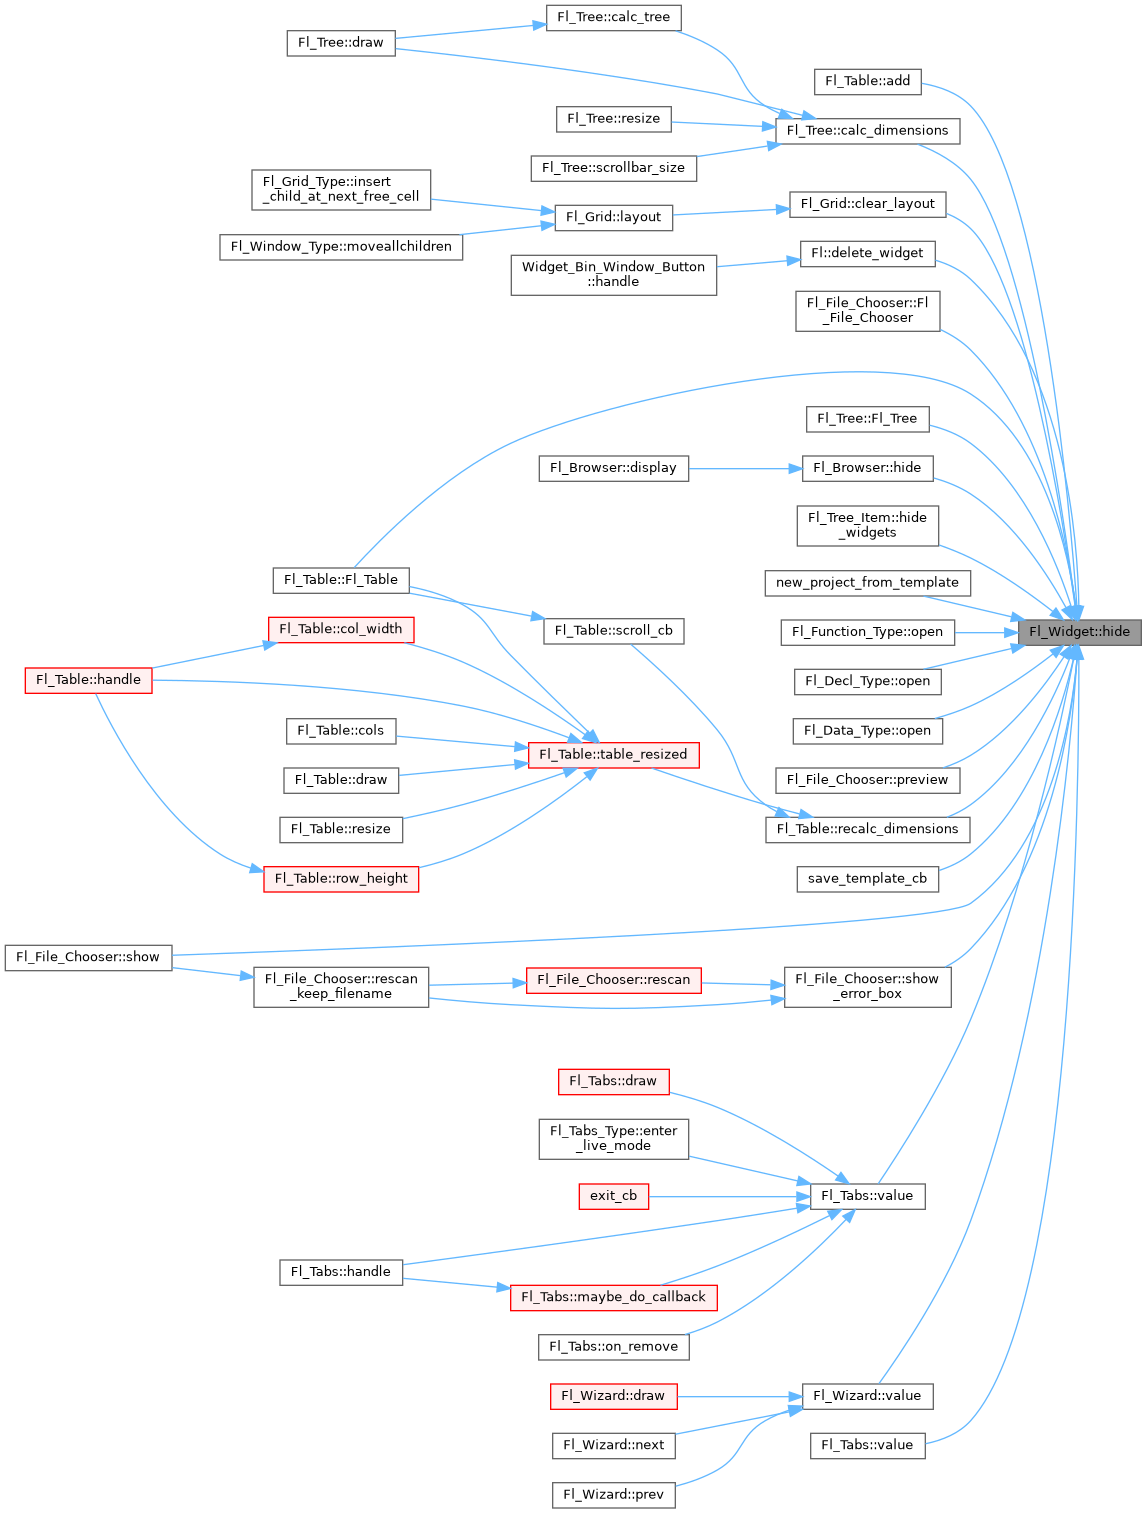 Fl_Tree::calc_tree
Fl_Tree::draw
Fl_Table::add
Fl_Tree::resize
Fl_Tree::calc_dimensions
Fl_Tree::scrollbar_size
Fl_Grid_Type::insert
_child_at_next_free_cell
Fl_Grid::clear_layout
Fl_Grid::layout
Fl_Window_Type::moveallchildren
Fl::delete_widget
Widget_Bin_Window_Button
::handle
Fl_File_Chooser::Fl
_File_Chooser
Fl_Tree::Fl_Tree
Fl_Browser::display
Fl_Browser::hide
Fl_Tree_Item::hide
_widgets
Fl_Table::Fl_Table
new_project_from_template
Fl_Table::col_width
Fl_Table::scroll_cb
Fl_Function_Type::open
Fl_Widget::hide
Fl_Table::handle
Fl_Decl_Type::open
Fl_Table::cols
Fl_Data_Type::open
Fl_Table::table_resized
Fl_Table::draw
Fl_File_Chooser::preview
Fl_Table::resize
Fl_Table::recalc_dimensions
Fl_Table::row_height
save_template_cb
Fl_File_Chooser::show
Fl_File_Chooser::rescan
_keep_filename
Fl_File_Chooser::rescan
Fl_File_Chooser::show
_error_box
Fl_Tabs::draw
Fl_Tabs_Type::enter
_live_mode
exit_cb
Fl_Tabs::value
Fl_Tabs::handle
Fl_Tabs::maybe_do_callback
Fl_Tabs::on_remove
Fl_Wizard::draw
Fl_Wizard::value
Fl_Wizard::next
Fl_Tabs::value
Fl_Wizard::prev